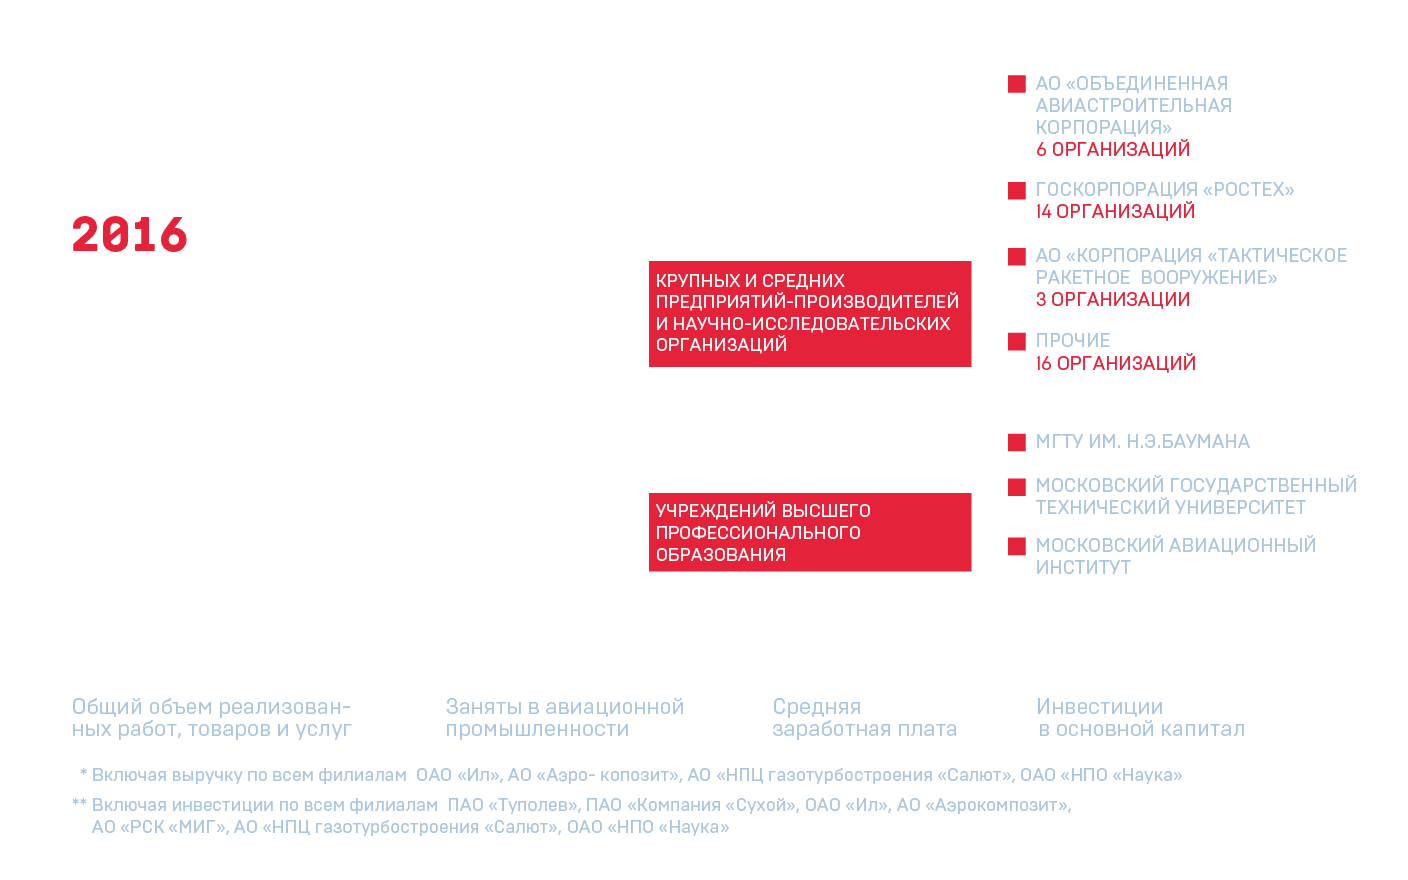 2016
КРУПНЫХ И СРЕДНИХ
ПРЕДПРИЯТИЙ-ПРОИЗВОДИТЕЛЕЙ
И НАУЧНО-ИССЛЕДОВАТЕЛЬСКИХ
ОРГАНИЗАЦИЙ
АО «ОБЪЕДИНЕННАЯ
АВИАСТРОИТЕЛЬНАЯ
КОРПОРАЦИЯ»
6 ОРГАНИЗАЦИЙ
ГОСКОРПОРАЦИЯ «РОСТЕХ»
14 ОРГАНИЗАЦИЙ
АО «КОРПОРАЦИЯ «ТАКТИЧЕСКОЕ
РАКЕТНОЕ ВООРУЖЕНИЕ»
3 ОРГАНИЗАЦИИ
ПРОЧИЕ
16 ОРГАНИЗАЦИЙ
УЧРЕЖДЕНИЙ ВЫСШЕГО
ПРОФЕССИОНАЛЬНОГО
ОБРАЗОВАНИЯ
МГТУ ИМ. Н.Э.БАУМАНА
МОСКОВСКИЙ ГОСУДАРСТВЕННЫЙ
ТЕХНИЧЕСКИЙ УНИВЕРСИТЕТ
МОСКОВСКИЙ АВИАЦИОННЫЙ
ИНСТИТУТ
Общий объем реализован-
ных работ, товаров и услуг
Заняты в авиационной
промышленности
Средняя
заработная плата
Инвестиции
в основной капитал
* Включая выручку по всем филиалам ОАО «Ил», АО «Аэро- копозит», АО «НПЦ газотурбостроения «Салют», ОАО «НПО «Наука»
** Включая инвестиции по всем филиалам ПАО «Туполев», ПАО «Компания «Сухой», ОАО «Ил», АО «Аэрокомпозит»,
АО «РСК «МИГ», АО «НПЦ газотурбостроения «Салют», ОАО «НПО «Наука»